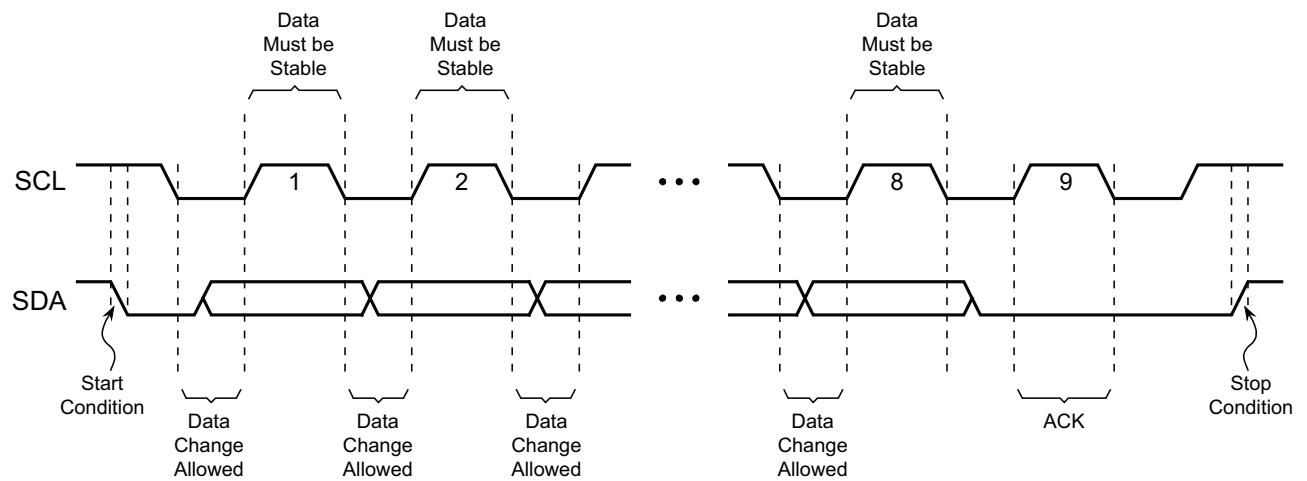 Data
Must be
Stable
Data
Must be
Stable
Data
Must be
Stable
SCL
1
2
•••
8
9
SDA
•••
Start
Condition
Data
Change
Allowed
Data
Change
Allowed
Data
Change
Allowed
Data
Change
Allowed
ACK
Stop
Condition